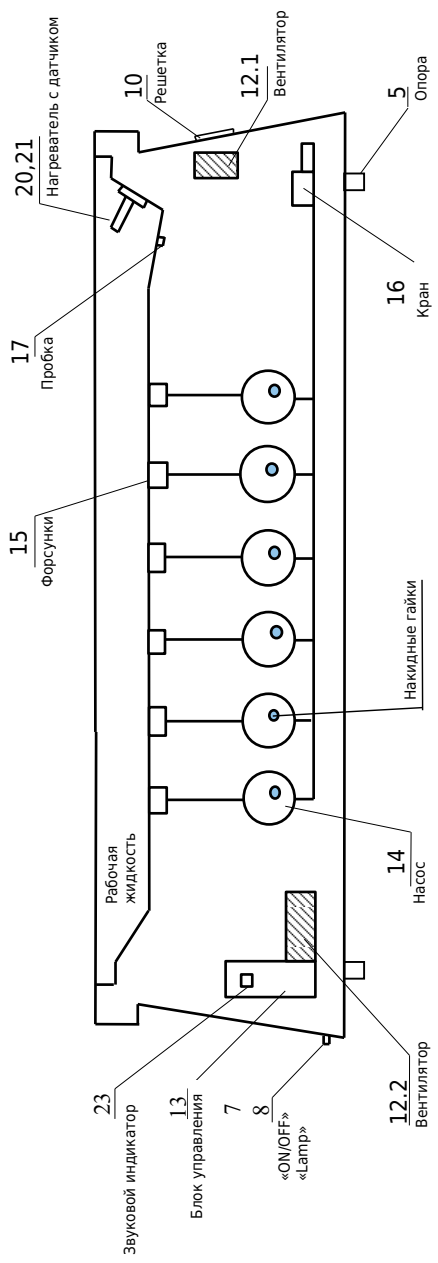 20,21
Нагреватель с датчиком
10
Решетка
12.1
Вентилятор
5
Опора
17
Пробка
16
Кран
15
Форсунки
Накидные гайки
Рабочая
жидкость
14
Насос
23
Звуковой индикатор
13
Блок управления
7
8
«ON/OFF»
«Lamp»
12.2
Вентилятор